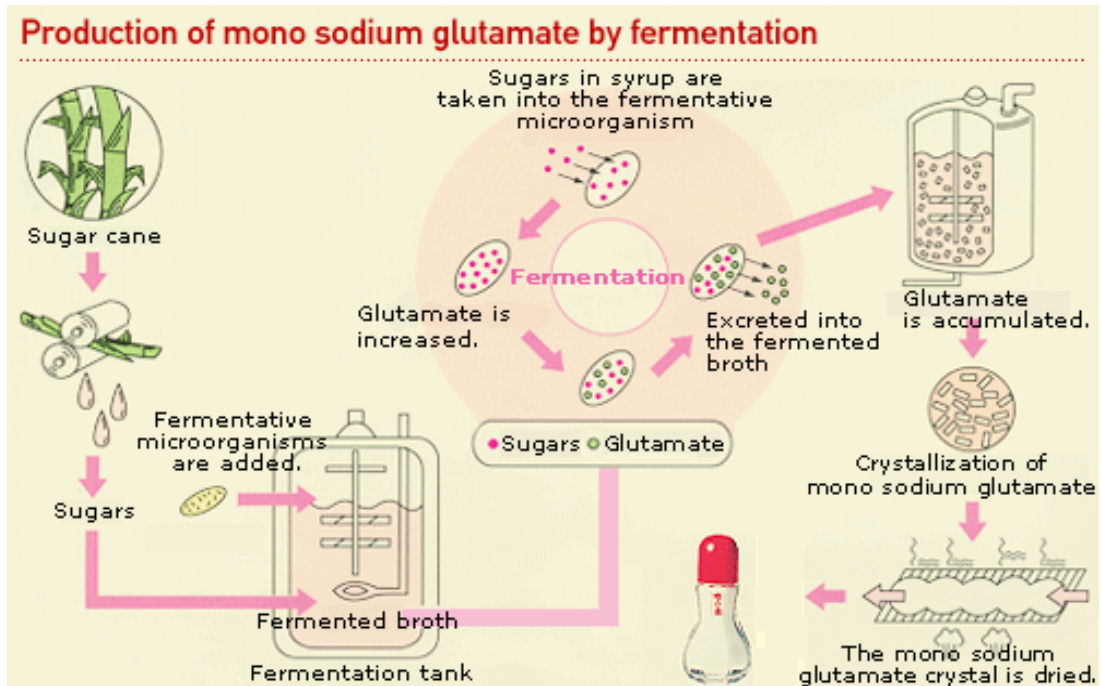 Production of mono sodium glutamate by fermentation
Sugar cane
Sugars
Fermentative
microorganisms
are added.
Fermented broth
Fermentation tank
Sugars in syrup are
taken into the fermentative
microorganism
Fermentation
Glutamate is
increased.
Excreted into
the fermented
broth
Sugars Glutamate
Glutamate
is accumulated.
Crystallization of
mono sodium glutamate
The mono sodium
glutamate crystal is dried.